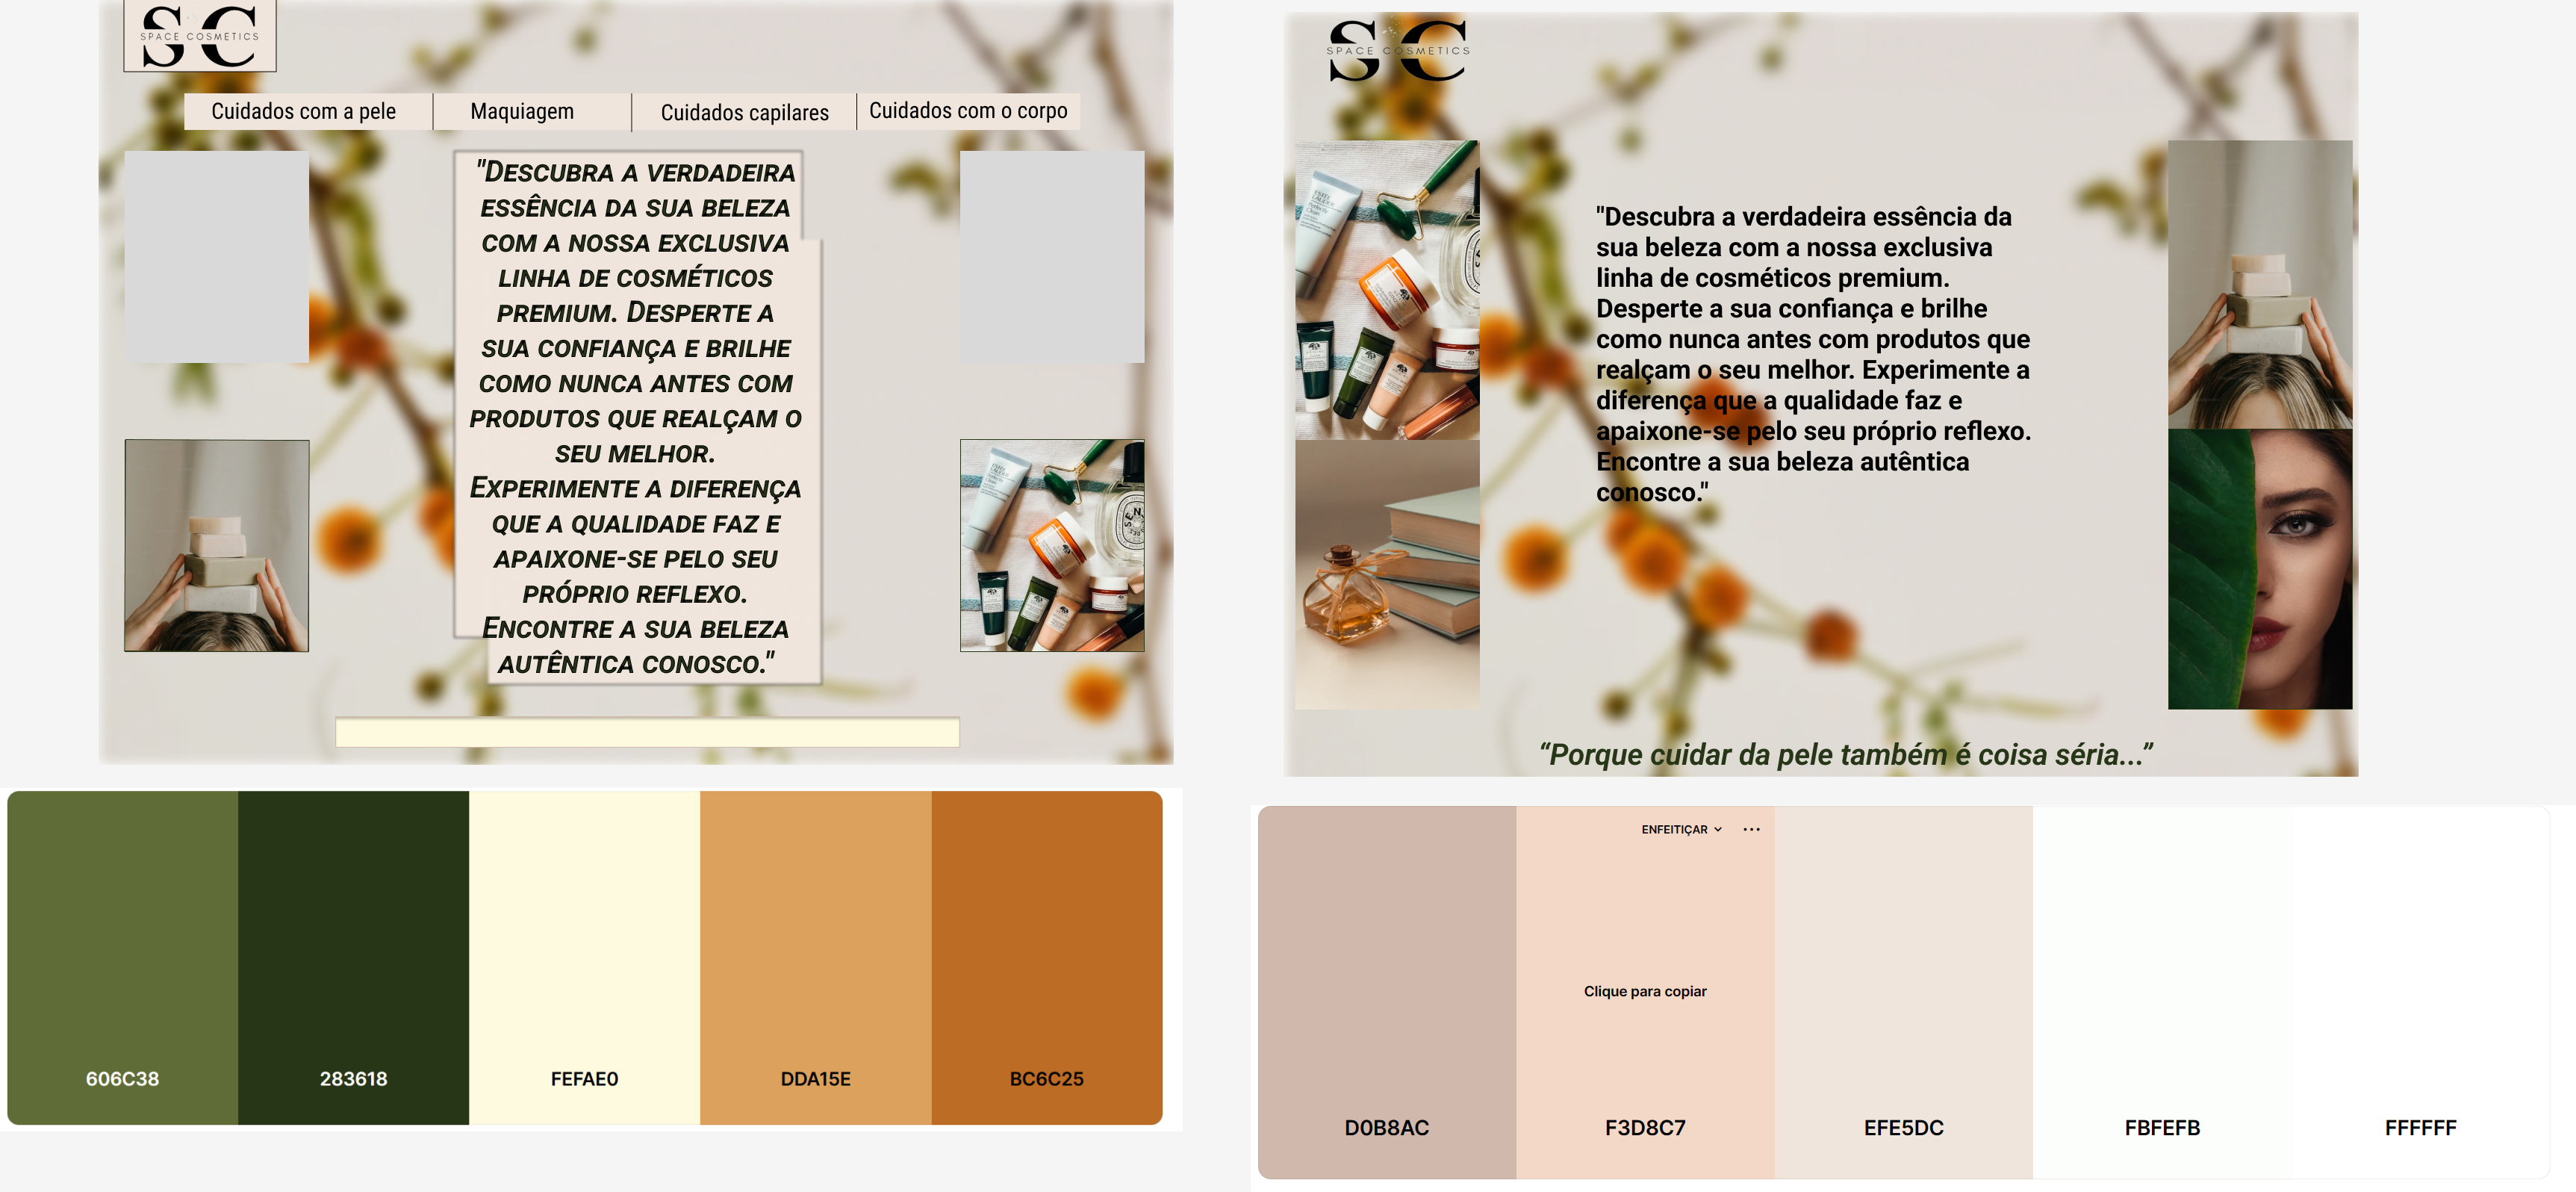 SC
SPACE COSMETICS
Cuidados com a pele
Maquiagem
Cuidados capilares
Cuidados com o corpo
"DESCUBRA A VERDADEIRA
ESSÊNCIA DA SUA BELEZA
COM A NOSSA EXCLUSIVA
LINHA DE COSMÉTICOS
PREMIUM. DESPERTE A
SUA CONFIANÇA E BRILHE
COMO NUNCA ANTES COM
PRODUTOS QUE REALÇAM O
SEU MELHOR.
EXPERIMENTE A DIFERENÇA
QUE A QUALIDADE FAZ E
APAIXONE-SE PELO SEU
PRÓPRIO REFLEXO.
ENCONTRE A SUA BELEZA
AUTÊNTICA CONOSCO."
606C38
283618
FEFAE0
DDA15E
BC6C25
SC
SPACE COSMETICS
"Descubra a verdadeira essência da
sua beleza com a nossa exclusiva
linha de cosméticos premium.
Desperte a sua confiança e brilhe
como nunca antes com produtos que
realçam o seu melhor. Experimente a
diferença que a qualidade faz e
apaixone-se pelo seu próprio reflexo.
Encontre a sua beleza autêntica
conosco."
“Porque cuidar da pele também é coisa séria...”
ENFEITIÇAR
Clique para copiar
D0B8AC
F3D8C7
EFE5DC
FBFEFB
FFFFFF